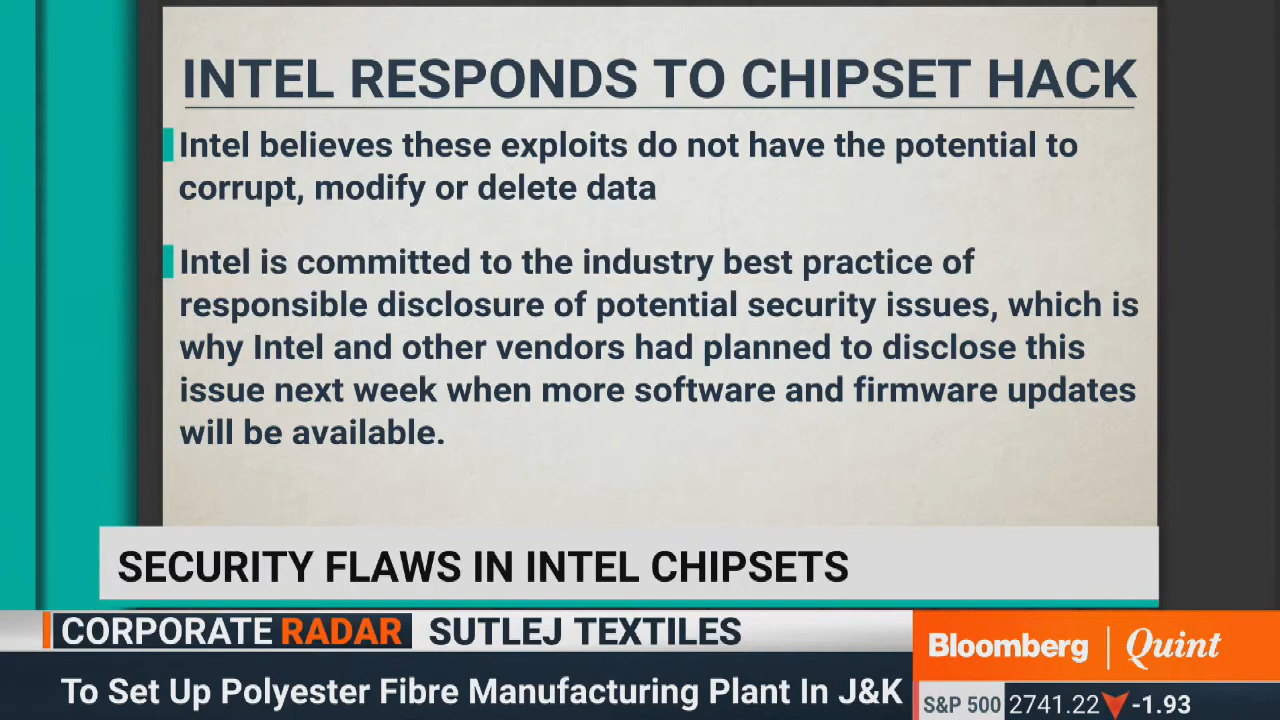 INTEL RESPONDS TO CHIPSET HACK
Intel believes these exploits do not have the potential to
corrupt, modify or delete data
Intel is committed to the industry best practice of
responsible disclosure of potential security issues, which is
why Intel and other vendors had planned to disclose this
issue next week when more software and firmware updates
will be available.
SECURITY FLAWS IN INTEL CHIPSETS
CORPORATE RADAR SUTLEJ TEXTILES
To Set Up Polyester Fibre Manufacturing Plant In J&K
Bloomberg | Quint
S&P 500 2741.22 -1.93